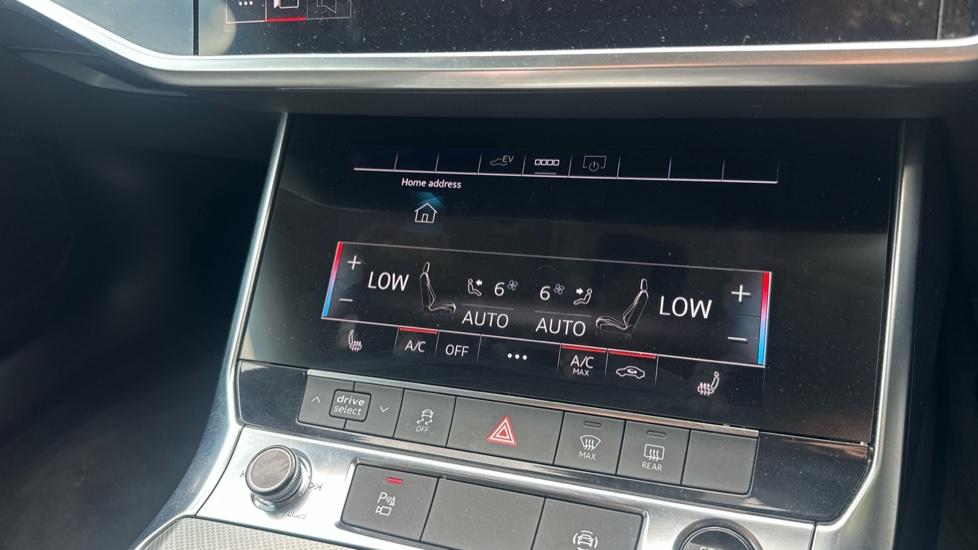 EV
Home address
+ LOW 6 6 LOW +
− AUTO AUTO −
A/C OFF ••• A/C MAX
drive select
OFF
MAX
REAR
P